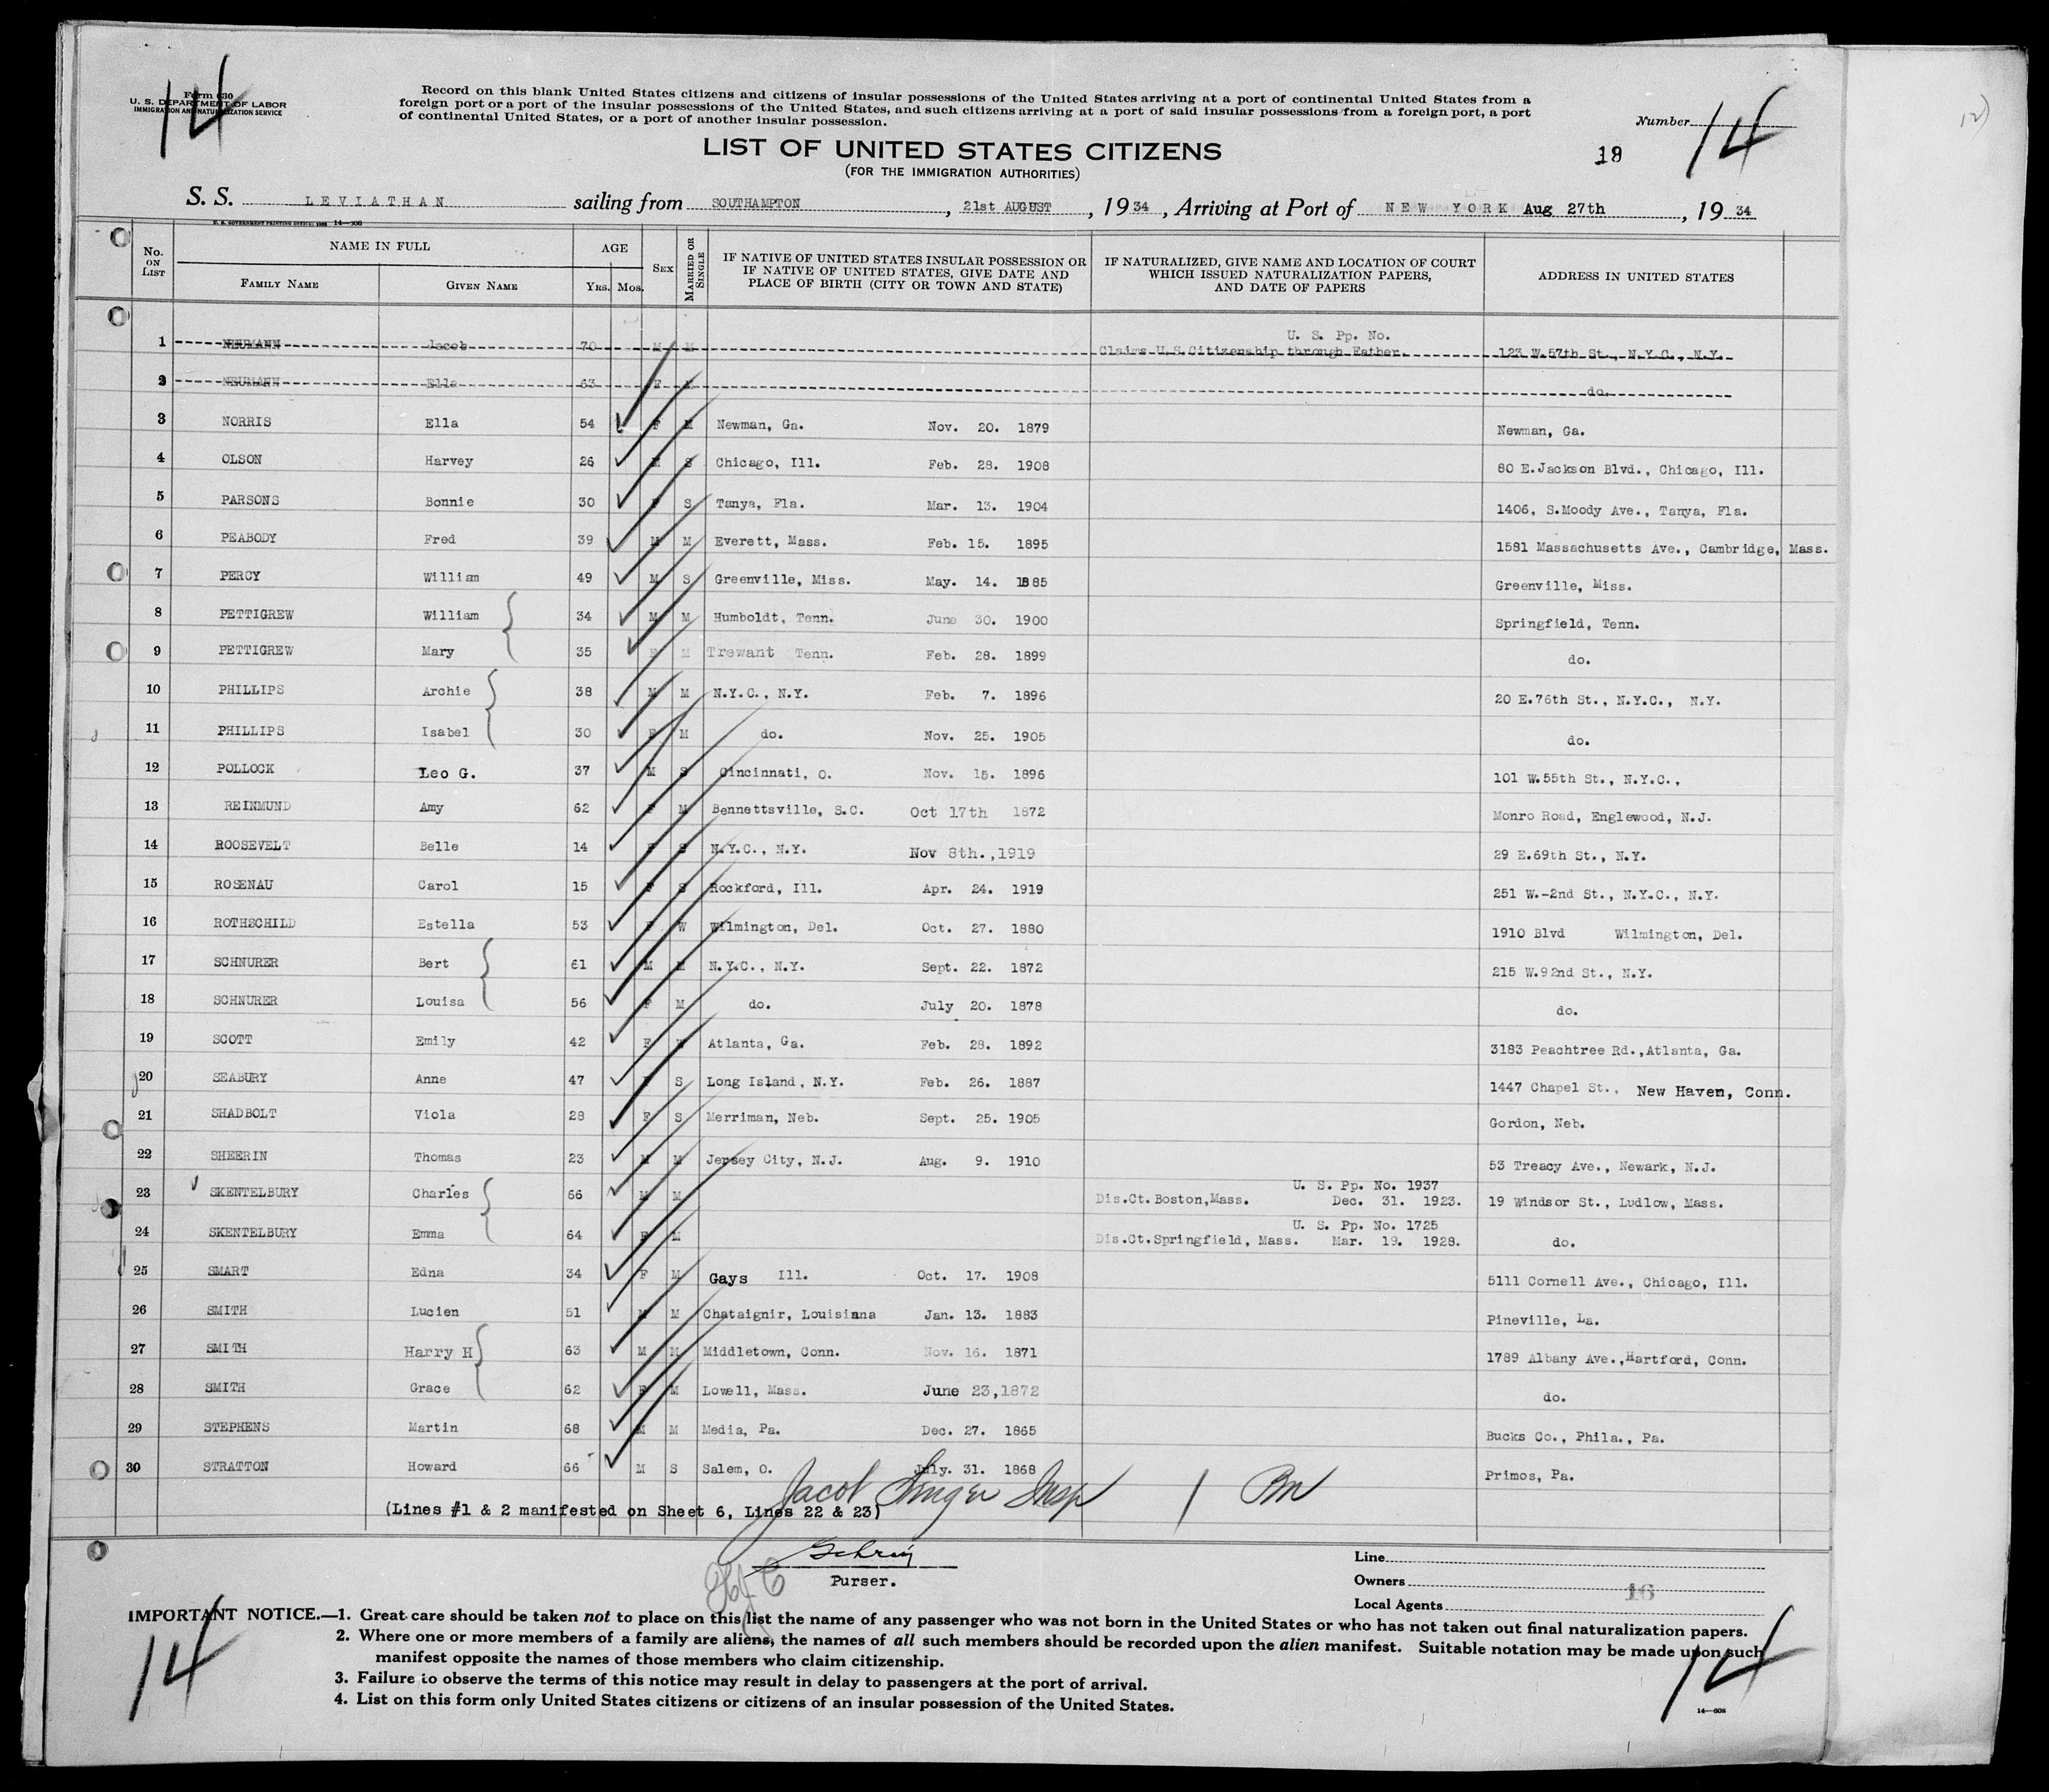 14
Form 630
U. S. DEPARTMENT OF LABOR
IMMIGRATION AND NATURALIZATION SERVICE
Record on this blank United States citizens and citizens of insular possessions of the United States arriving at a port of continental United States from a
foreign port or a port of the insular possessions of the United States, and such citizens arriving at a port of said insular possessions from a foreign port, a port
of continental United States, or a port of another insular possession.
Number 14
12)
LIST OF UNITED STATES CITIZENS
(FOR THE IMMIGRATION AUTHORITIES)
S. S. LEVIATHAN sailing from SOUTHAMPTON, 21st AUGUST, 1934, Arriving at Port of NEW YORK Aug 27th, 1934
U. S. GOVERNMENT PRINTING OFFICE: 14—608
No. ON LIST
NAME IN FULL
FAMILY NAME
GIVEN NAME
AGE
YRS. MOS.
SEX
MARRIED OR SINGLE
IF NATIVE OF UNITED STATES INSULAR POSSESSION OR
IF NATIVE OF UNITED STATES, GIVE DATE AND
PLACE OF BIRTH (CITY OR TOWN AND STATE)
IF NATURALIZED, GIVE NAME AND LOCATION OF COURT
WHICH ISSUED NATURALIZATION PAPERS,
AND DATE OF PAPERS
ADDRESS IN UNITED STATES
U. S. Pp. No.
1 NEUMANN Jacob 70 M M Claims U.S.Citizenship through Father. 123 W.57th St., N.Y.C., N.Y.
2 NEUMANN Ella 63 F M do.
3 NORRIS Ella 54 F M Newman, Ga. Nov. 20. 1879 Newman, Ga.
4 OLSON Harvey 26 M S Chicago, Ill. Feb. 28. 1908 80 E.Jackson Blvd., Chicago, Ill.
5 PARSONS Bonnie 30 F S Tanya, Fla. Mar. 13. 1904 1406, S.Moody Ave., Tanya, Fla.
6 PEABODY Fred 39 M M Everett, Mass. Feb. 15. 1895 1581 Massachusetts Ave., Cambridge, Mass.
7 PERCY William 49 M S Greenville, Miss. May. 14. 1885 Greenville, Miss.
8 PETTIGREW William 34 M M Humboldt, Tenn. June 30. 1900 Springfield, Tenn.
9 PETTIGREW Mary 35 F M Trewant Tenn. Feb. 28. 1899 do.
10 PHILLIPS Archie 38 M M N.Y.C., N.Y. Feb. 7. 1896 20 E.76th St., N.Y.C., N.Y.
11 PHILLIPS Isabel 30 F M do. Nov. 25. 1905 do.
12 POLLOCK Leo G. 37 M S Cincinnati, O. Nov. 15. 1896 101 W.55th St., N.Y.C.,
13 REINMUND Amy 62 F M Bennettsville, S.C. Oct 17th 1872 Monro Road, Englewood, N.J.
14 ROOSEVELT Belle 14 F S N.Y.C., N.Y. Nov 8th.,1919 29 E.69th St., N.Y.
15 ROSENAU Carol 15 F S Rockford, Ill. Apr. 24. 1919 251 W.-2nd St., N.Y.C., N.Y.
16 ROTHSCHILD Estella 53 F W Wilmington, Del. Oct. 27. 1880 1910 Blvd Wilmington, Del.
17 SCHNURER Bert 61 M M N.Y.C., N.Y. Sept. 22. 1872 215 W.92nd St., N.Y.
18 SCHNURER Louisa 56 F M do. July 20. 1878 do.
19 SCOTT Emily 42 F Atlanta, Ga. Feb. 28. 1892 3183 Peachtree Rd.,Atlanta, Ga.
20 SEABURY Anne 47 F S Long Island, N.Y. Feb. 26. 1887 1447 Chapel St., New Haven, Conn.
21 SHADBOLT Viola 28 F S Merriman, Neb. Sept. 25. 1905 Gordon, Neb.
22 SHEERIN Thomas 23 M M Jersey City, N.J. Aug. 9. 1910 53 Treacy Ave., Newark, N.J.
U. S. Pp. No. 1937
23 SKENTELBURY Charles 66 M M Dis.Ct.Boston,Mass. Dec. 31. 1923. 19 Windsor St., Ludlow, Mass.
U. S. Pp. No. 1725
24 SKENTELBURY Emma 64 F M Dis.Ct.Springfield, Mass. Mar. 19. 1928. do.
25 SMART Edna 34 F M Gays Ill. Oct. 17. 1908 5111 Cornell Ave., Chicago, Ill.
26 SMITH Lucien 51 M M Chataignir, Louisinna Jan. 13. 1883 Pineville, La.
27 SMITH Harry H 63 M M Middletown, Conn. Nov. 16. 1871 1789 Albany Ave.,Hartford, Conn.
28 SMITH Grace 62 F M Lowell, Mass. June 23,1872 do.
29 STEPHENS Martin 68 M M Media, Pa. Dec. 27. 1865 Bucks Co., Phila., Pa.
30 STRATTON Howard 66 M S Salem, O. July. 31. 1868 Primos, Pa.
Jacob Singer Insp
(Lines #1 & 2 manifested on Sheet 6, Lines 22 & 23)
Purser.
Line
Owners
16
Local Agents
IMPORTANT NOTICE.—1. Great care should be taken not to place on this list the name of any passenger who was not born in the United States or who has not taken out final naturalization papers.
2. Where one or more members of a family are aliens, the names of all such members should be recorded upon the alien manifest. Suitable notation may be made upon such
manifest opposite the names of those members who claim citizenship.
3. Failure to observe the terms of this notice may result in delay to passengers at the port of arrival.
4. List on this form only United States citizens or citizens of an insular possession of the United States.
14
14
14—608